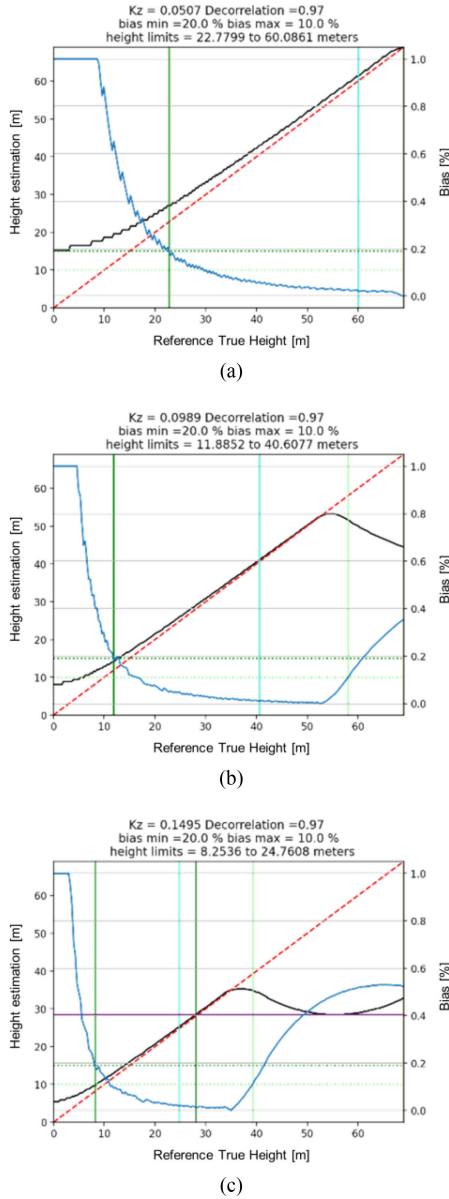 Kz = 0.0507 Decorrelation =0.97
bias min =20.0 % bias max = 10.0 %
height limits = 22.7799 to 60.0861 meters
Height estimation [m]
60
50
40
30
20
10
0
0 10 20 30 40 50 60
Reference True Height [m]
1.0
0.8
0.6
0.4
0.2
0.0
Bias [%]
(a)
Kz = 0.0989 Decorrelation =0.97
bias min =20.0 % bias max = 10.0 %
height limits = 11.8852 to 40.6077 meters
Height estimation [m]
60
50
40
30
20
10
0
0 10 20 30 40 50 60
Reference True Height [m]
1.0
0.8
0.6
0.4
0.2
0.0
Bias [%]
(b)
Kz = 0.1495 Decorrelation =0.97
bias min =20.0 % bias max = 10.0 %
height limits = 8.2536 to 24.7608 meters
Height estimation [m]
60
50
40
30
20
10
0
0 10 20 30 40 50 60
Reference True Height [m]
1.0
0.8
0.6
0.4
0.2
0.0
Bias [%]
(c)